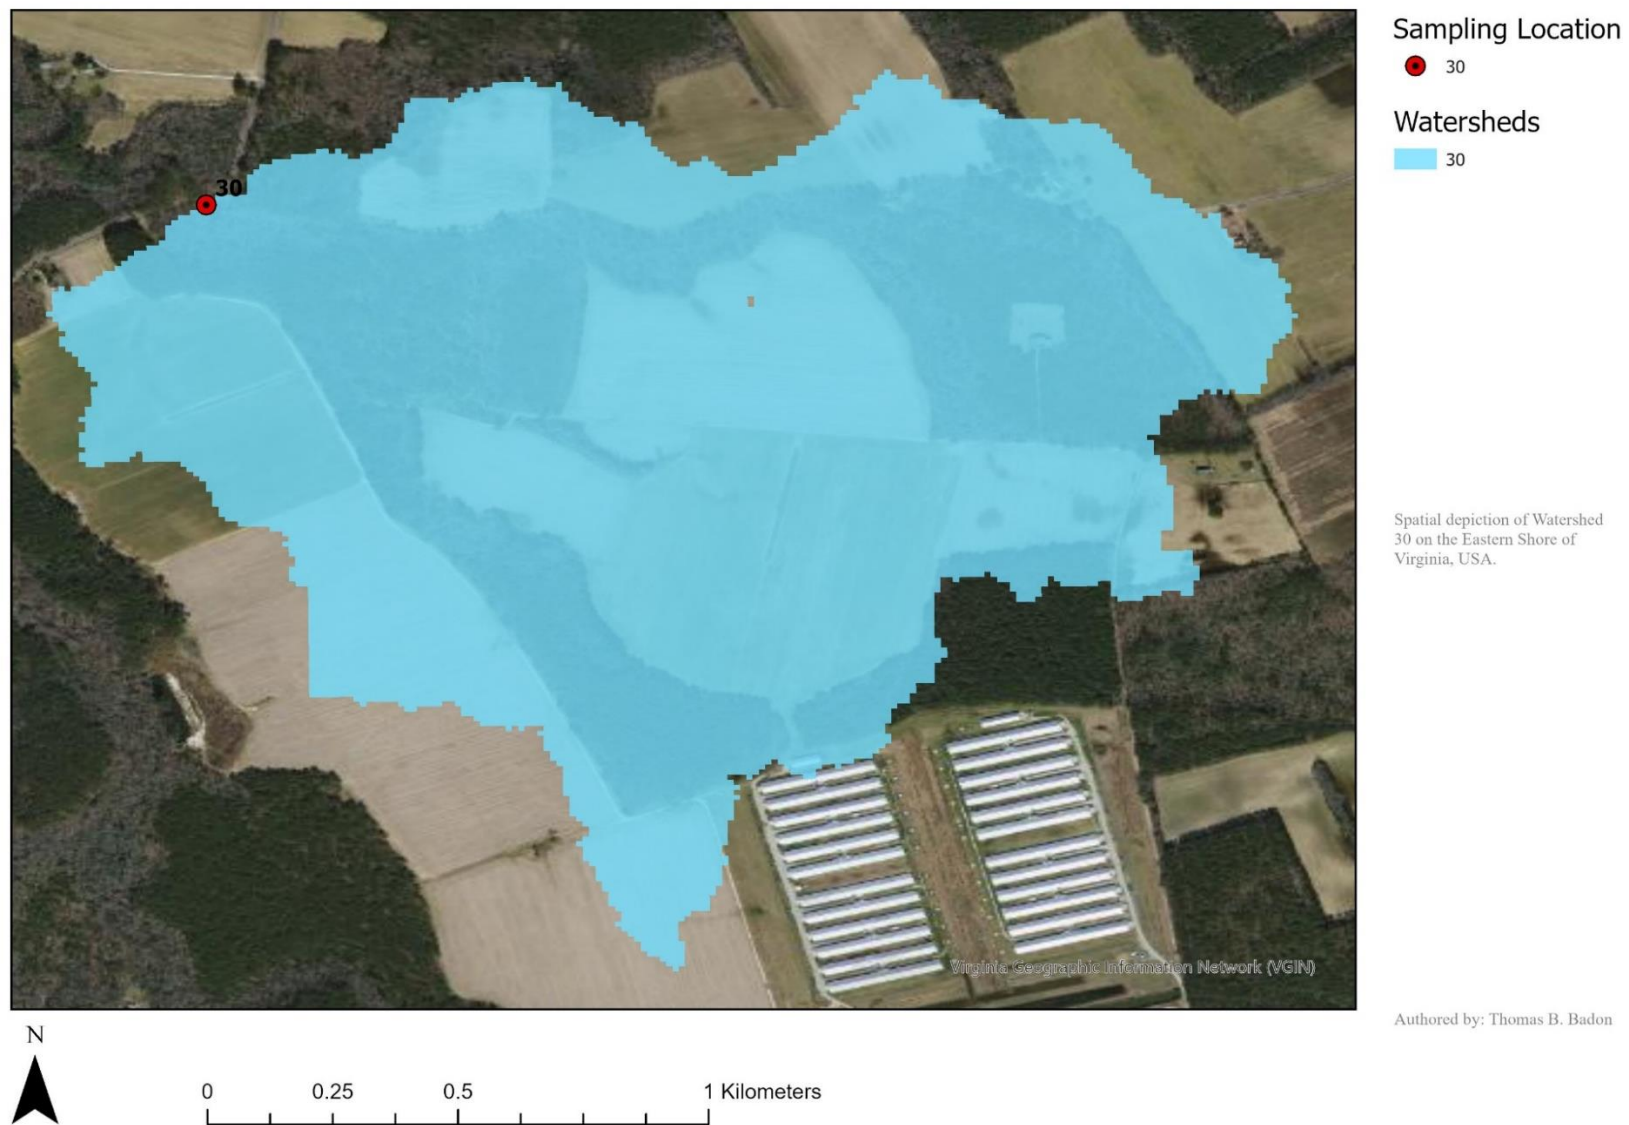 Sampling Location
30
Watersheds
30
30
Spatial depiction of Watershed
30 on the Eastern Shore of
Virginia, USA.
Virginia Geographic Information Network (VGIN)
Authored by: Thomas B. Badon
N
0 0.25 0.5 1 Kilometers